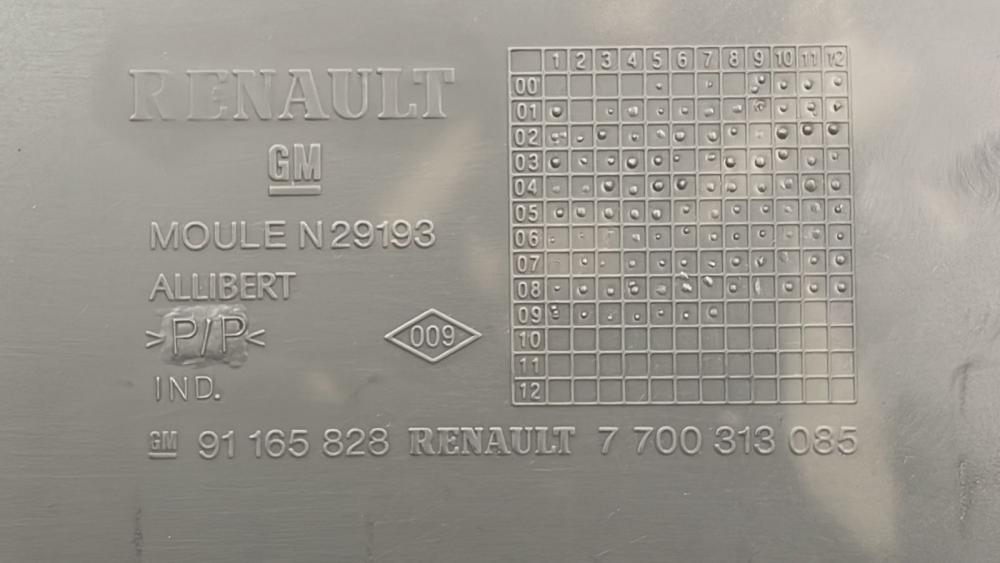 RENAULT
GM
MOULE N 29193
ALLIBERT
>P/P<
IND.
009
1 2 3 4 5 6 7 8 9 10 11 12
00
01
02
03
04
05
06
07
08
09
10
11
12
GM 91 165 828 RENAULT 7 700 313 085